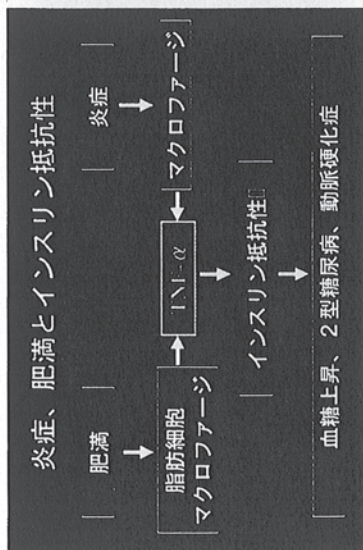 炎症、肥満とインスリン抵抗性
肥満
炎症
脂肪細胞
マクロファージ
TNF-α
マクロファージ
インスリン抵抗性
血糖上昇、2型糖尿病、動脈硬化症